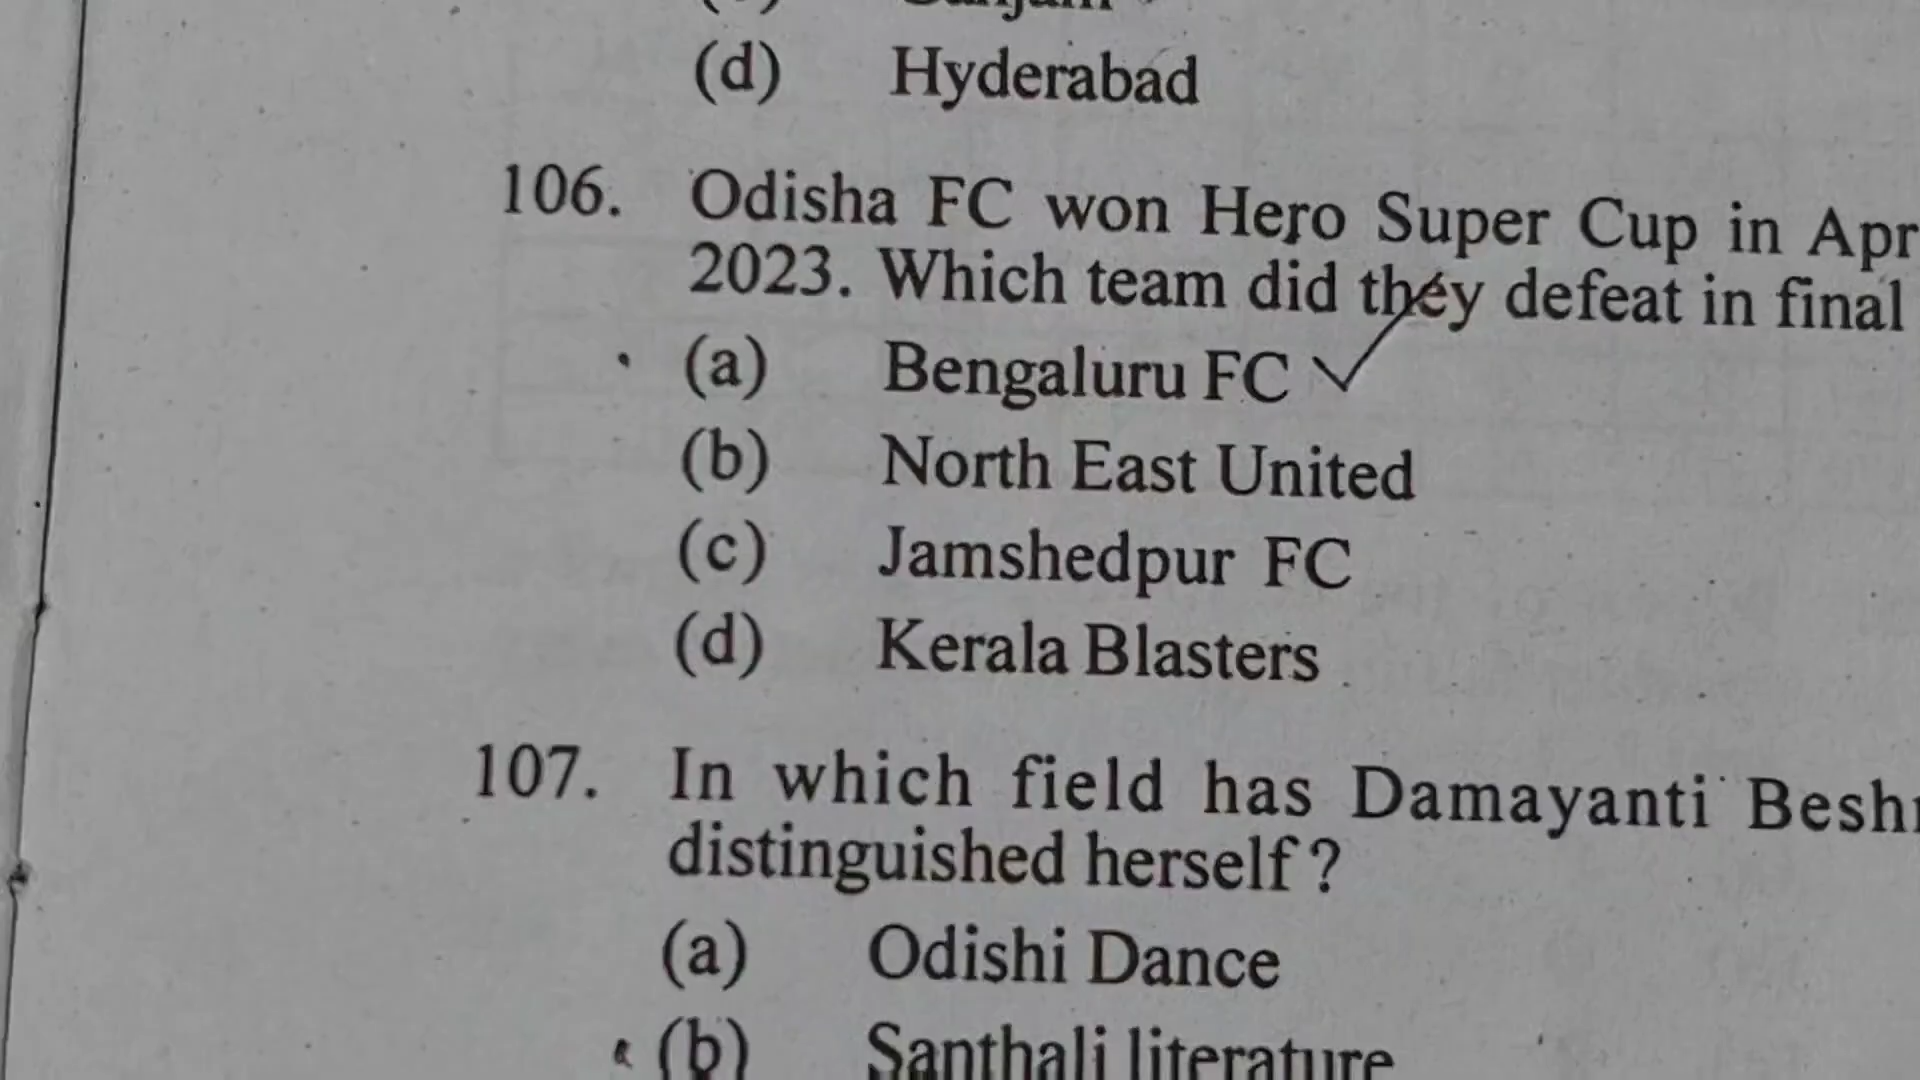 (d) Hyderabad
106. Odisha FC won Hero Super Cup in Apr
2023. Which team did they defeat in final
(a) Bengaluru FC ✓
(b) North East United
(c) Jamshedpur FC
(d) Kerala Blasters
107. In which field has Damayanti Besh
distinguished herself?
(a) Odishi Dance
(b) Santhali literature